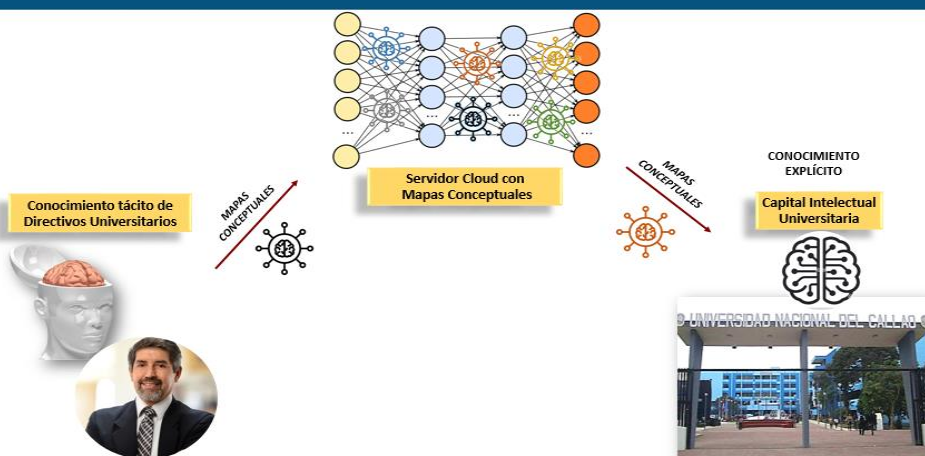 Conocimiento tácito de
Directivos Universitarios
MAPAS
CONCEPTUALES
...
...
...
...
Servidor Cloud con
Mapas Conceptuales
MAPAS
CONCEPTUALES
CONOCIMIENTO
EXPLÍCITO
Capital Intelectual
Universitaria
UNIVERSIDAD NACIONAL DEL CALLAO